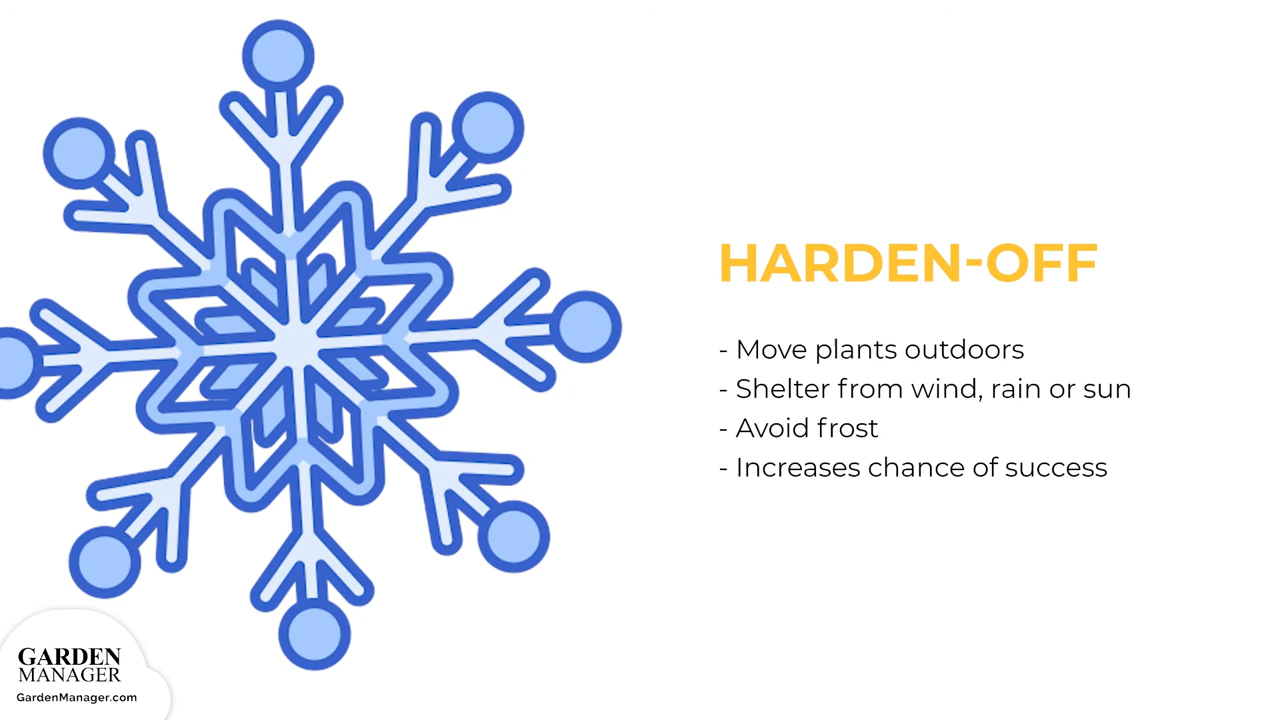 HARDEN-OFF
- Move plants outdoors
- Shelter from wind, rain or sun
- Avoid frost
- Increases chance of success
GARDEN
MANAGER
GardenManager.com